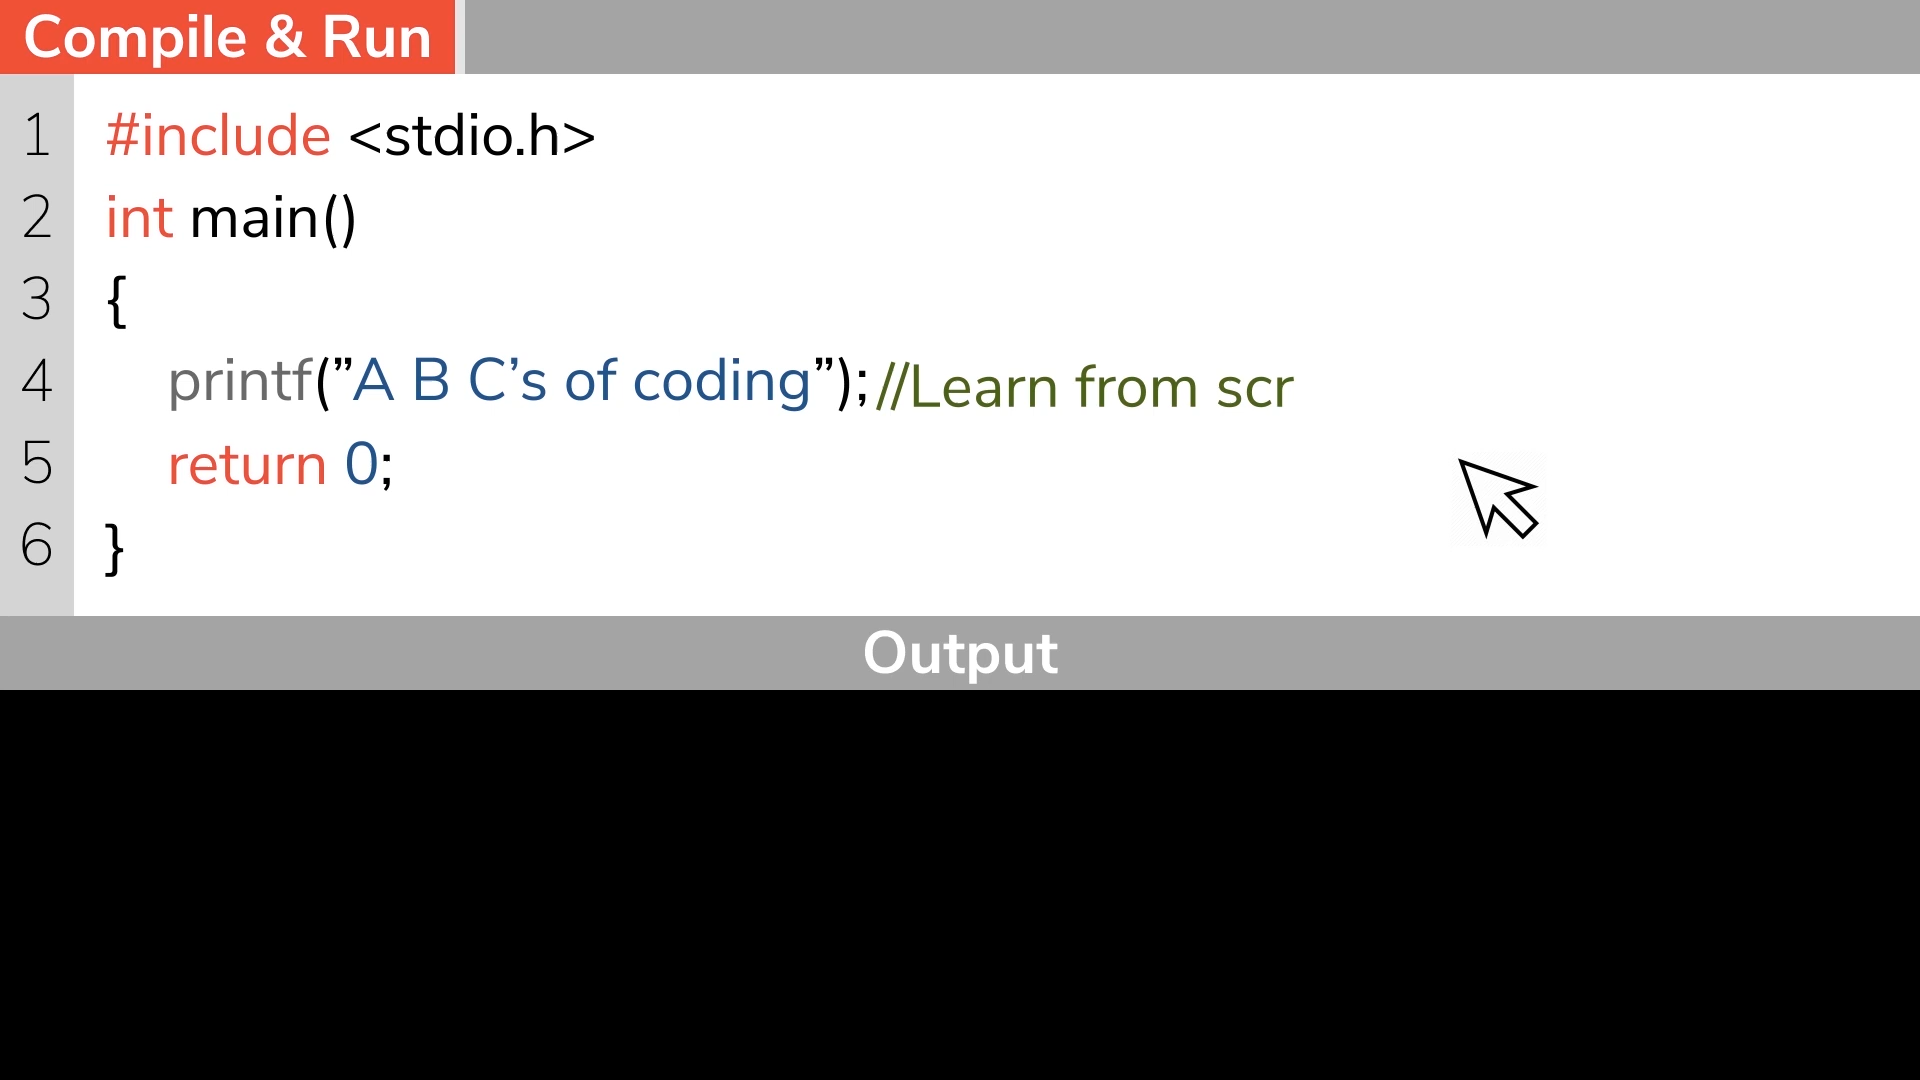 Compile & Run
1 #include <stdio.h>
2 int main()
3 {
4 printf(”A B C’s of coding”); //Learn from scr
5 return 0;
6 }
Output